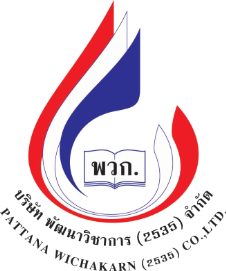 พวก.
บริษัท พัฒนาวิชาการ (2535) จำกัด
PATTANA WICHAKARN (2535) CO.,LTD.